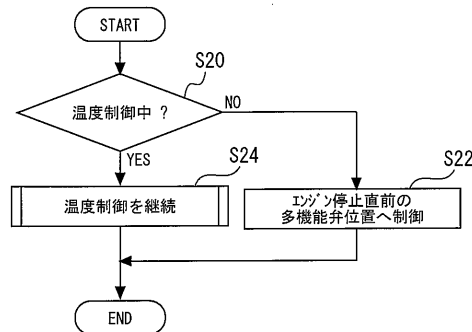 START
S20
温度制御中 ?
NO
YES
S24
S22
温度制御を継続
ｴﾝｼﾞﾝ停止直前の
多機能弁位置へ制御
END